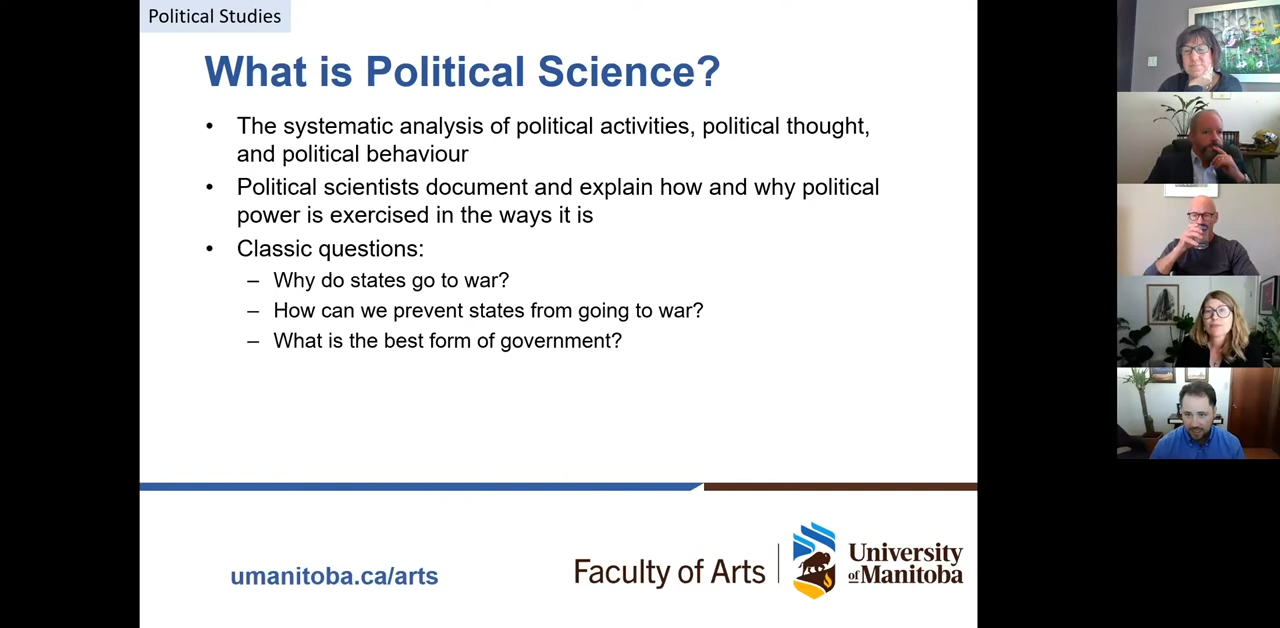 Political Studies
What is Political Science?
• The systematic analysis of political activities, political thought,
and political behaviour
• Political scientists document and explain how and why political
power is exercised in the ways it is
• Classic questions:
– Why do states go to war?
– How can we prevent states from going to war?
– What is the best form of government?
umanitoba.ca/arts
Faculty of Arts
University
of Manitoba